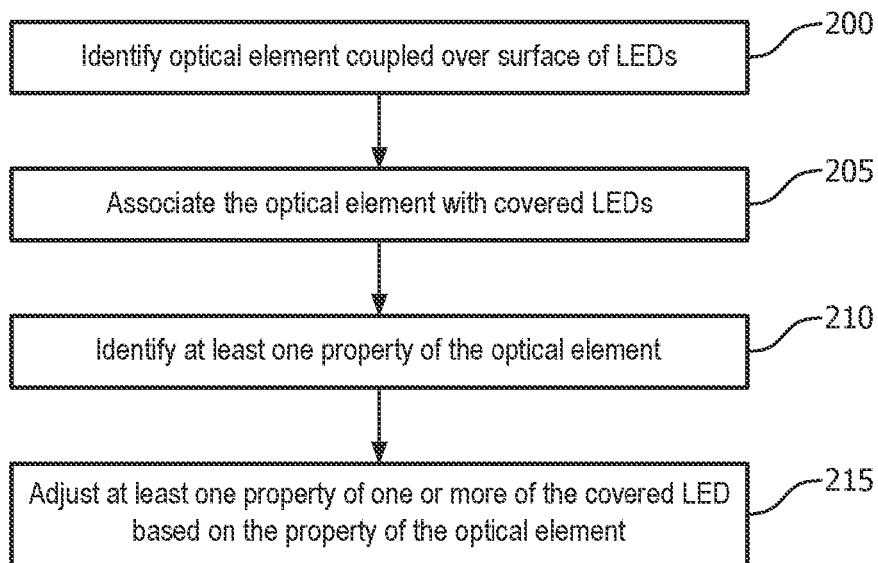 200
Identify optical element coupled over surface of LEDs
205
Associate the optical element with covered LEDs
210
Identify at least one property of the optical element
215
Adjust at least one property of one or more of the covered LED
based on the property of the optical element